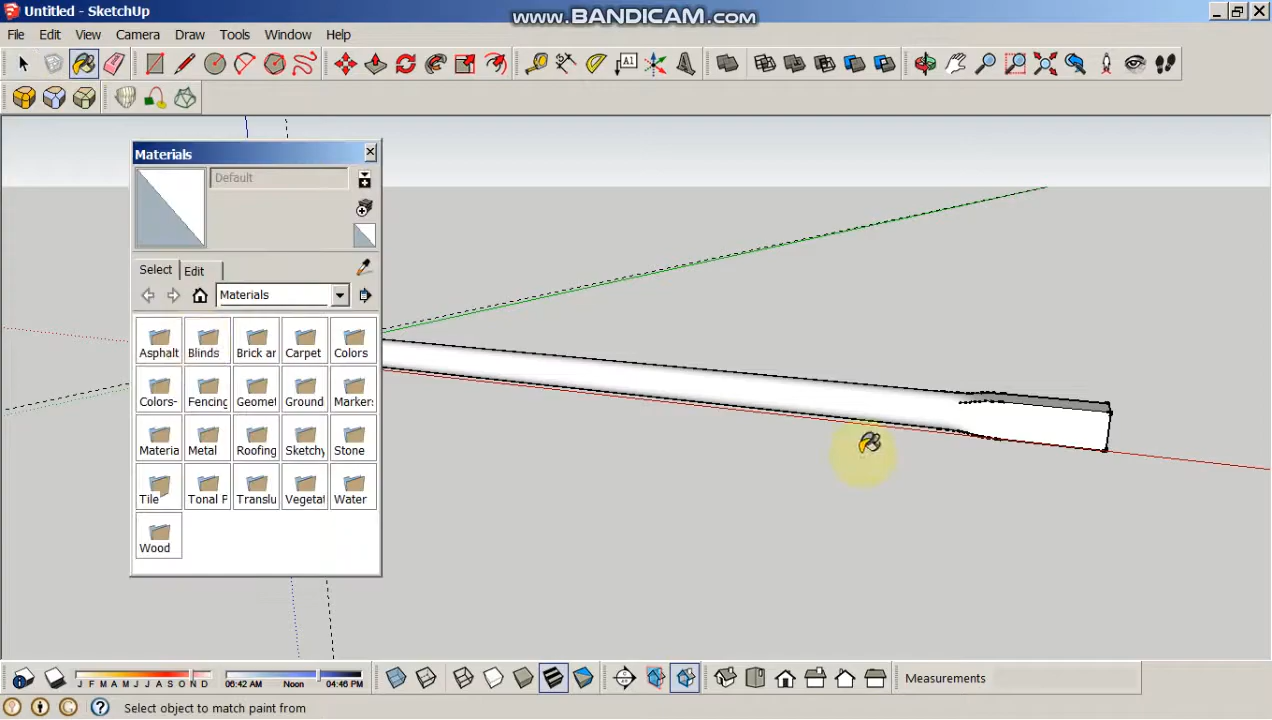 Untitled - SketchUp
www.BANDICAM.com
File Edit View Camera Draw Tools Window Help
A1
Materials
Default
Select Edit
Materials
Asphalt Blinds Brick ar Carpet Colors
Colors- Fencing Geomet Ground Marker:
Materia Metal Roofing Sketchy Stone
Tile Tonal F Translu Vegetat Water
Wood
J F M A M J J A S O N D
06:42 AM Noon 04:46 PM
Measurements
Select object to match paint from